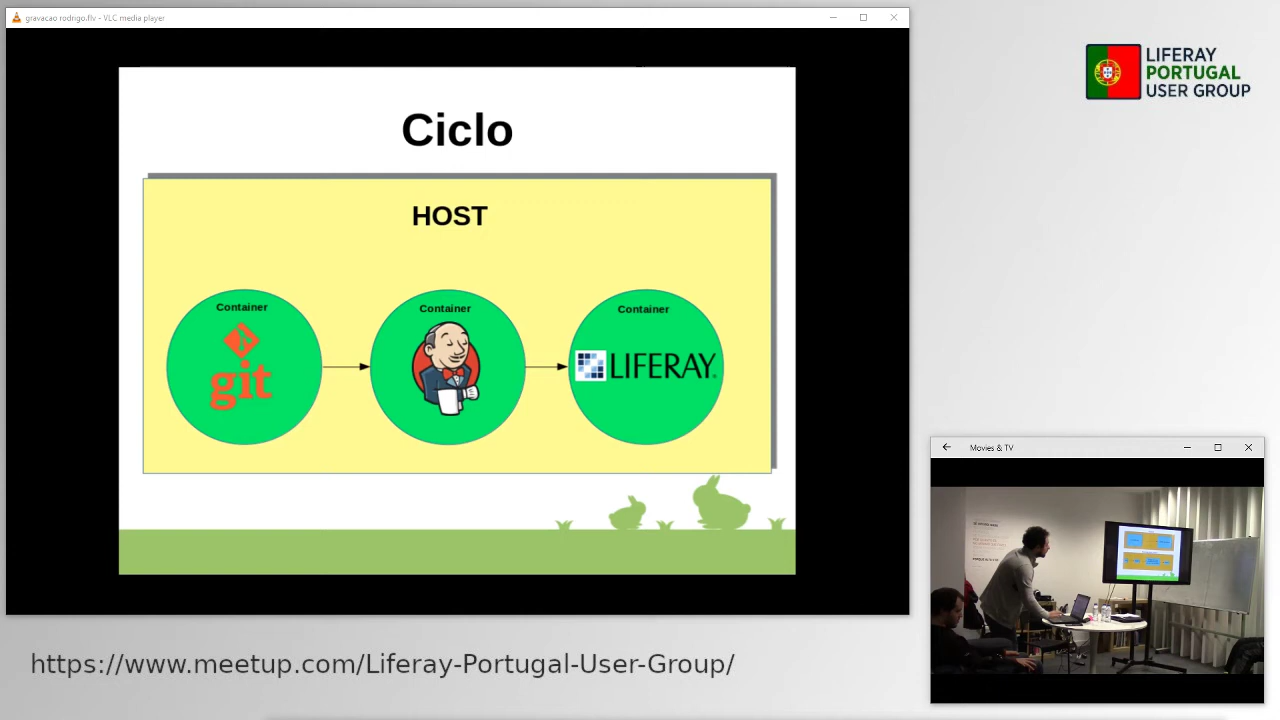 gravacao rodrigo.flv - VLC media player
LIFERAY
PORTUGAL
USER GROUP
Ciclo
HOST
Container
Container
Container
git
LIFERAY
Movies & TV
https://www.meetup.com/Liferay-Portugal-User-Group/